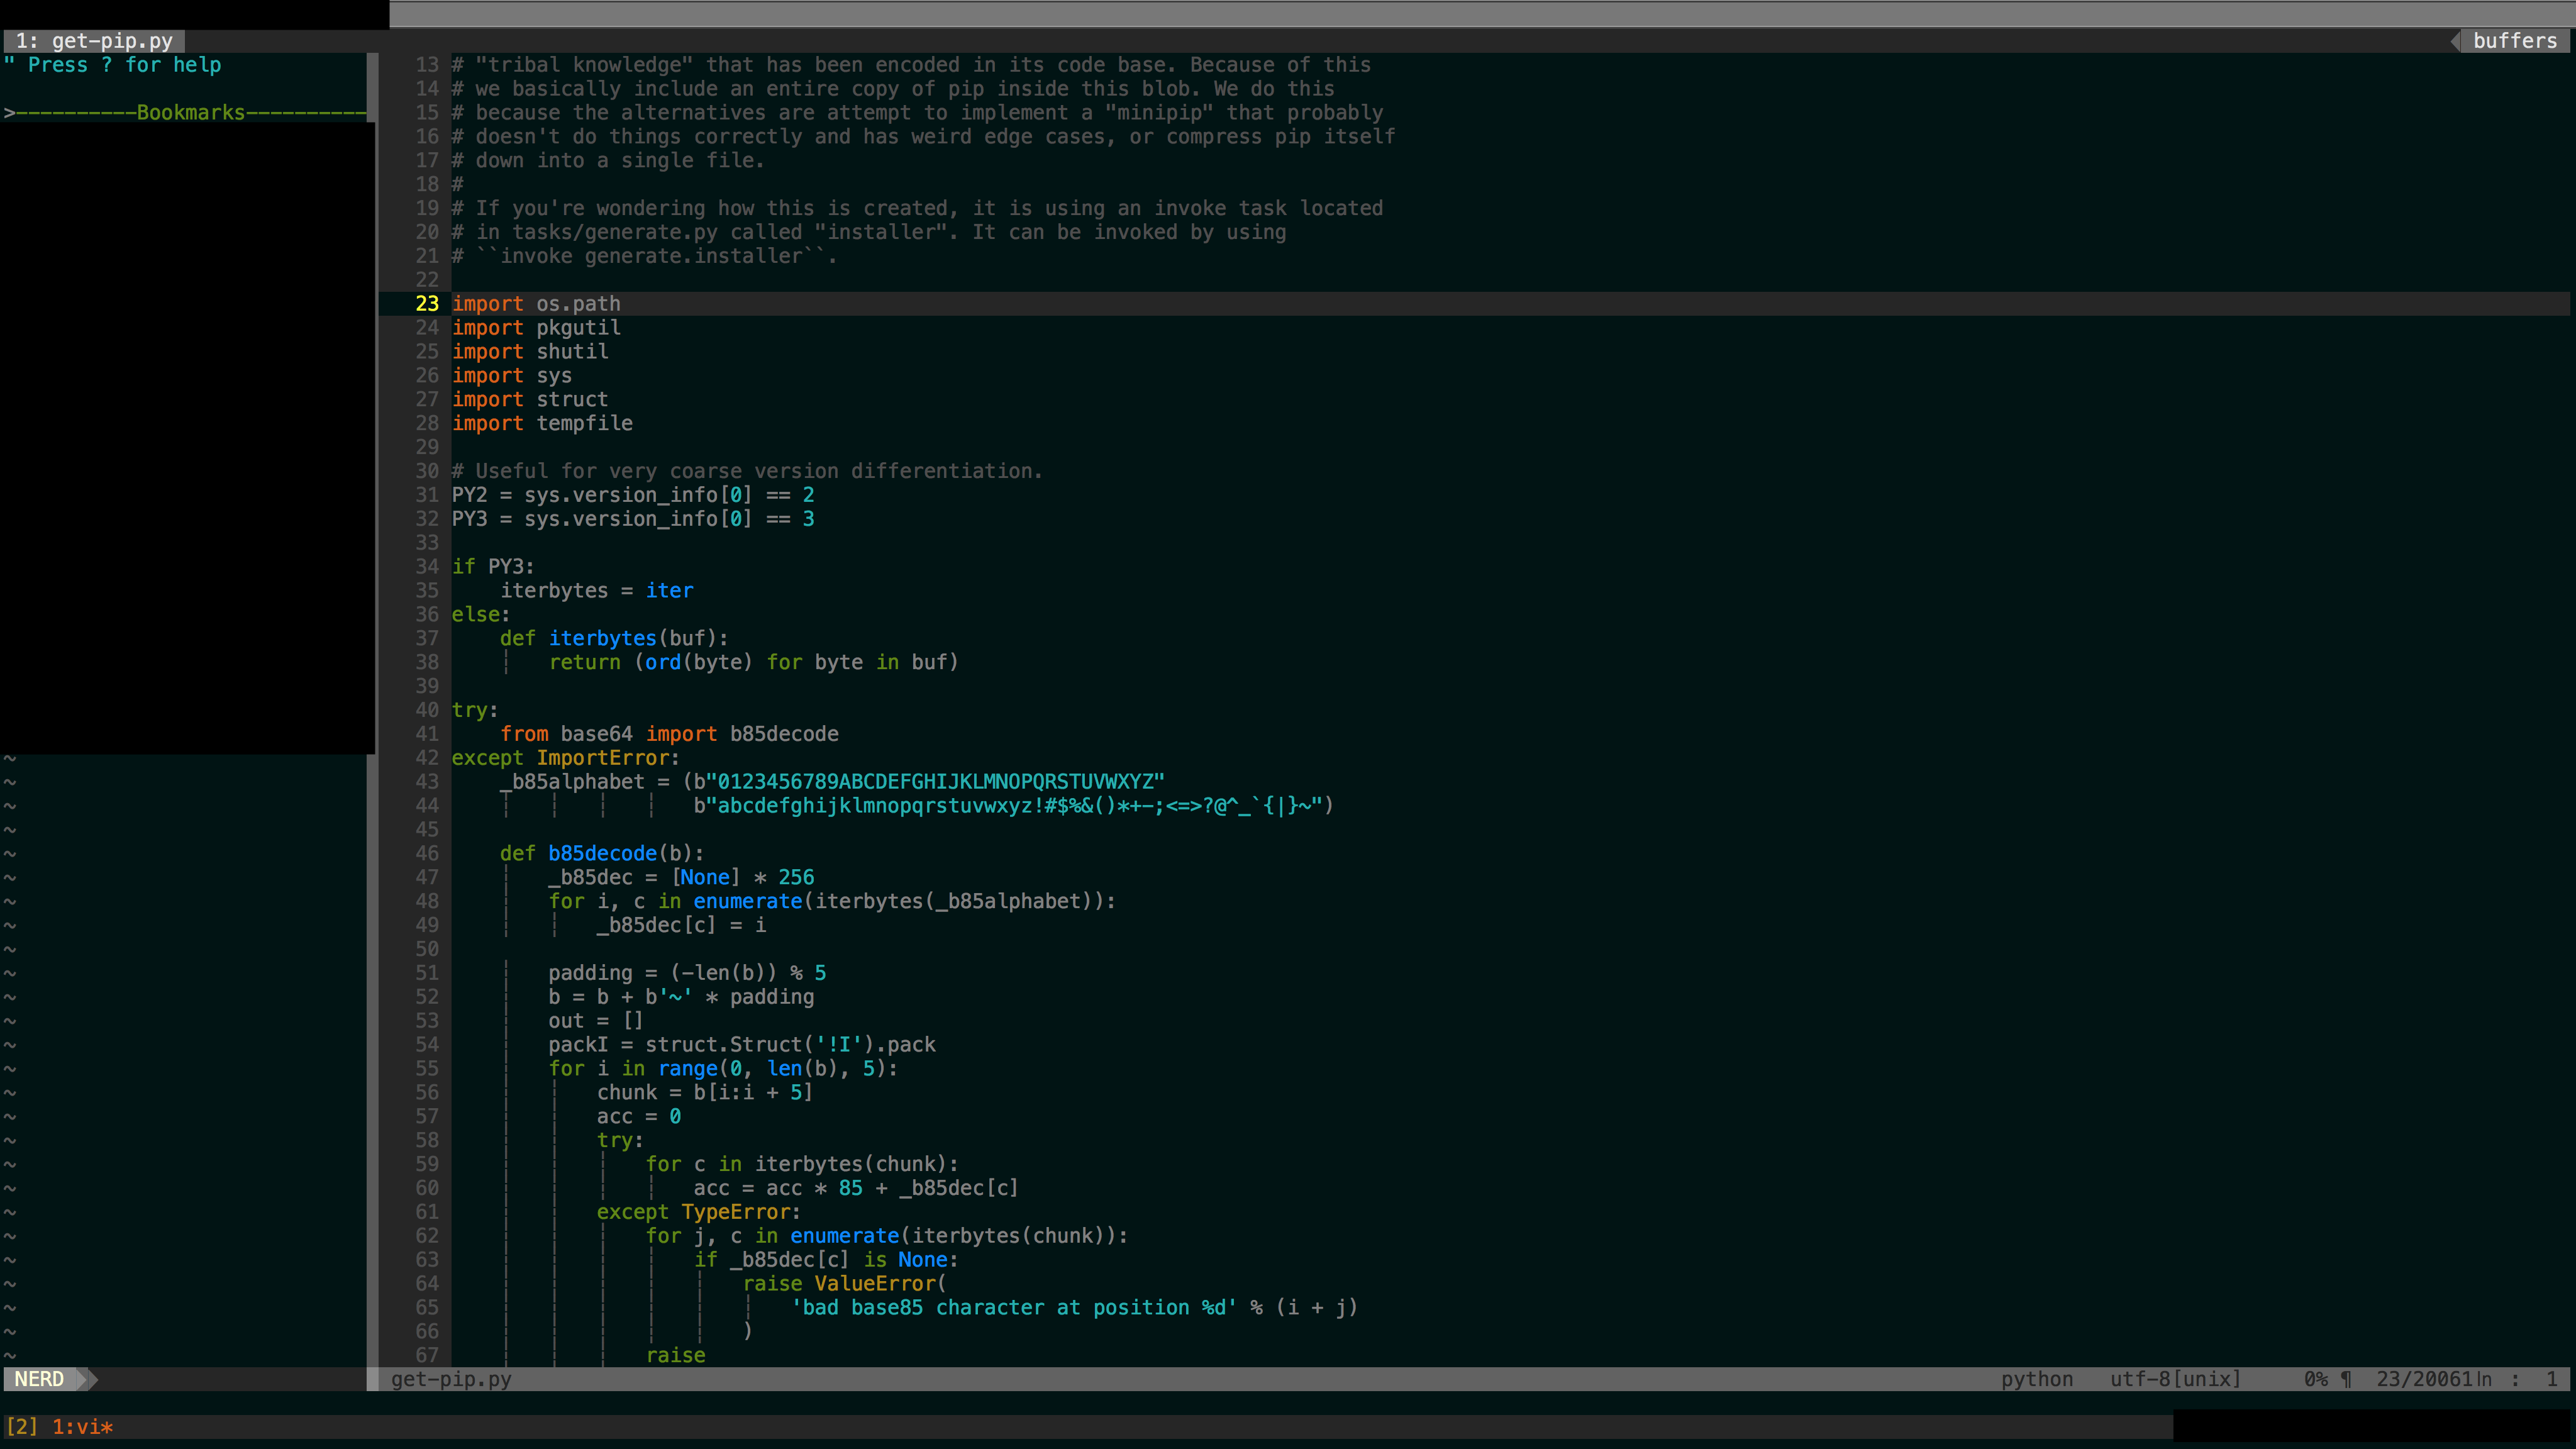 1: get-pip.py
buffers
" Press ? for help
>----------Bookmarks----------
13 # "tribal knowledge" that has been encoded in its code base. Because of this
14 # we basically include an entire copy of pip inside this blob. We do this
15 # because the alternatives are attempt to implement a "minipip" that probably
16 # doesn't do things correctly and has weird edge cases, or compress pip itself
17 # down into a single file.
18 #
19 # If you're wondering how this is created, it is using an invoke task located
20 # in tasks/generate.py called "installer". It can be invoked by using
21 # ``invoke generate.installer``.
22
23 import os.path
24 import pkgutil
25 import shutil
26 import sys
27 import struct
28 import tempfile
29
30 # Useful for very coarse version differentiation.
31 PY2 = sys.version_info[0] == 2
32 PY3 = sys.version_info[0] == 3
33
34 if PY3:
35     iterbytes = iter
36 else:
37     def iterbytes(buf):
38     ¦   return (ord(byte) for byte in buf)
39
40 try:
41     from base64 import b85decode
42 except ImportError:
43     _b85alphabet = (b"0123456789ABCDEFGHIJKLMNOPQRSTUVWXYZ"
44     ¦   ¦   ¦   ¦   b"abcdefghijklmnopqrstuvwxyz!#$%&()*+-;<=>?@^_`{|}~")
45
46     def b85decode(b):
47     ¦   _b85dec = [None] * 256
48     ¦   for i, c in enumerate(iterbytes(_b85alphabet)):
49     ¦   ¦   _b85dec[c] = i
50
51     ¦   padding = (-len(b)) % 5
52     ¦   b = b + b'~' * padding
53     ¦   out = []
54     ¦   packI = struct.Struct('!I').pack
55     ¦   for i in range(0, len(b), 5):
56     ¦   ¦   chunk = b[i:i + 5]
57     ¦   ¦   acc = 0
58     ¦   ¦   try:
59     ¦   ¦   ¦   for c in iterbytes(chunk):
60     ¦   ¦   ¦   ¦   acc = acc * 85 + _b85dec[c]
61     ¦   ¦   except TypeError:
62     ¦   ¦   ¦   for j, c in enumerate(iterbytes(chunk)):
63     ¦   ¦   ¦   ¦   if _b85dec[c] is None:
64     ¦   ¦   ¦   ¦   ¦   raise ValueError(
65     ¦   ¦   ¦   ¦   ¦   ¦   'bad base85 character at position %d' % (i + j)
66     ¦   ¦   ¦   ¦   ¦   )
67     ¦   ¦   ¦   raise
NERD
get-pip.py python utf-8[unix] 0% ¶ 23/20061㏑ : 1
[2] 1:vi*